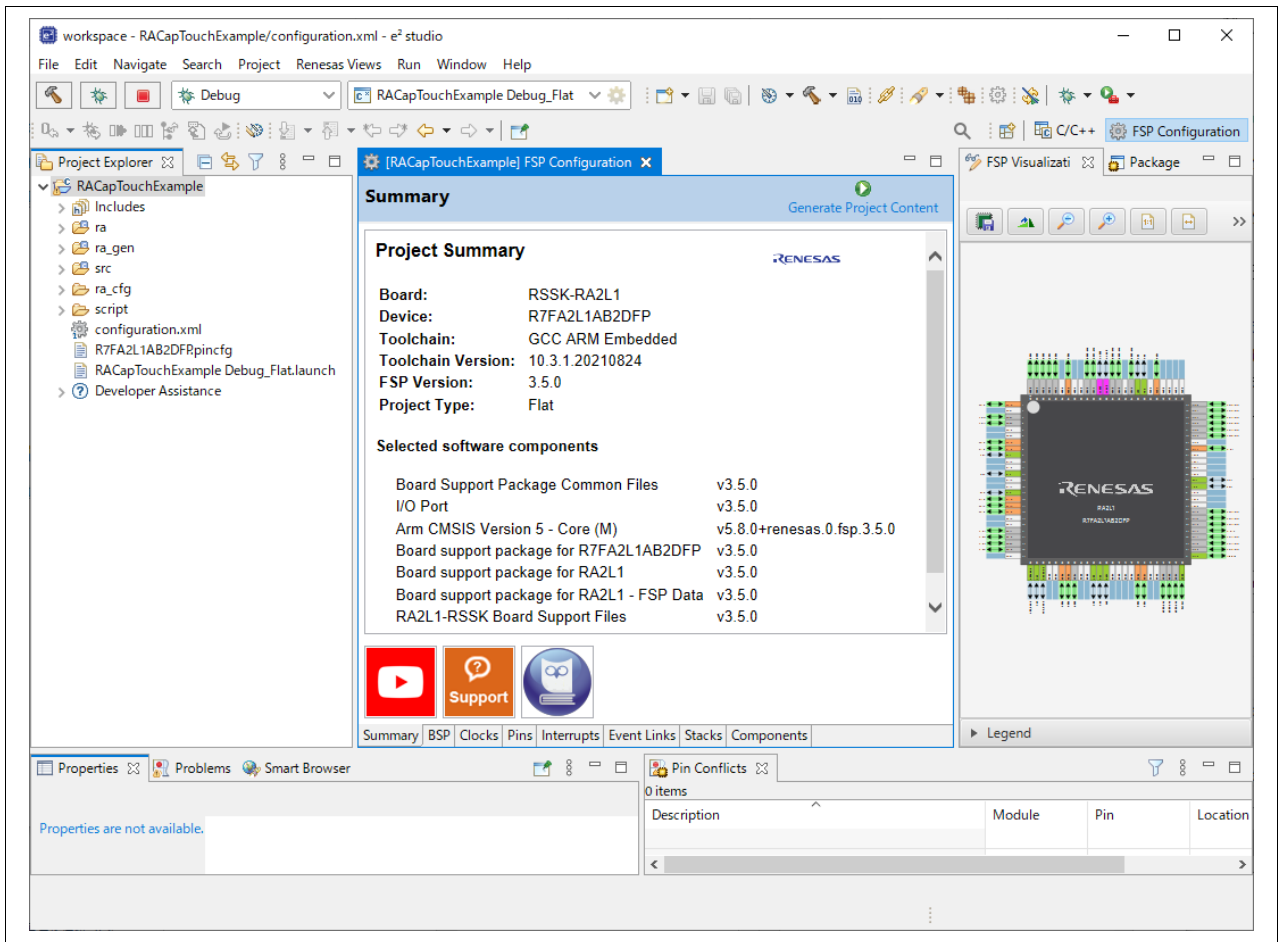 workspace - RACapTouchExample/configuration.xml - e² studio
File Edit Navigate Search Project Renesas Views Run Window Help
Debug
RACapTouchExample Debug_Flat
C/C++
FSP Configuration
Project Explorer
RACapTouchExample
Includes
ra
ra_gen
src
ra_cfg
script
configuration.xml
R7FA2L1AB2DFP.pincfg
RACapTouchExample Debug_Flat.launch
Developer Assistance
[RACapTouchExample] FSP Configuration
Summary
Generate Project Content
Project Summary
RENESAS
Board: RSSK-RA2L1
Device: R7FA2L1AB2DFP
Toolchain: GCC ARM Embedded
Toolchain Version: 10.3.1.20210824
FSP Version: 3.5.0
Project Type: Flat
Selected software components
Board Support Package Common Files v3.5.0
I/O Port v3.5.0
Arm CMSIS Version 5 - Core (M) v5.8.0+renesas.0.fsp.3.5.0
Board support package for R7FA2L1AB2DFP v3.5.0
Board support package for RA2L1 v3.5.0
Board support package for RA2L1 - FSP Data v3.5.0
RA2L1-RSSK Board Support Files v3.5.0
Support
Summary BSP Clocks Pins Interrupts Event Links Stacks Components
FSP Visualizati
Package
RENESAS
RA2L1
R7FA2L1AB2DFP
Legend
Properties
Problems
Smart Browser
Properties are not available.
Pin Conflicts
0 items
Description Module Pin Location